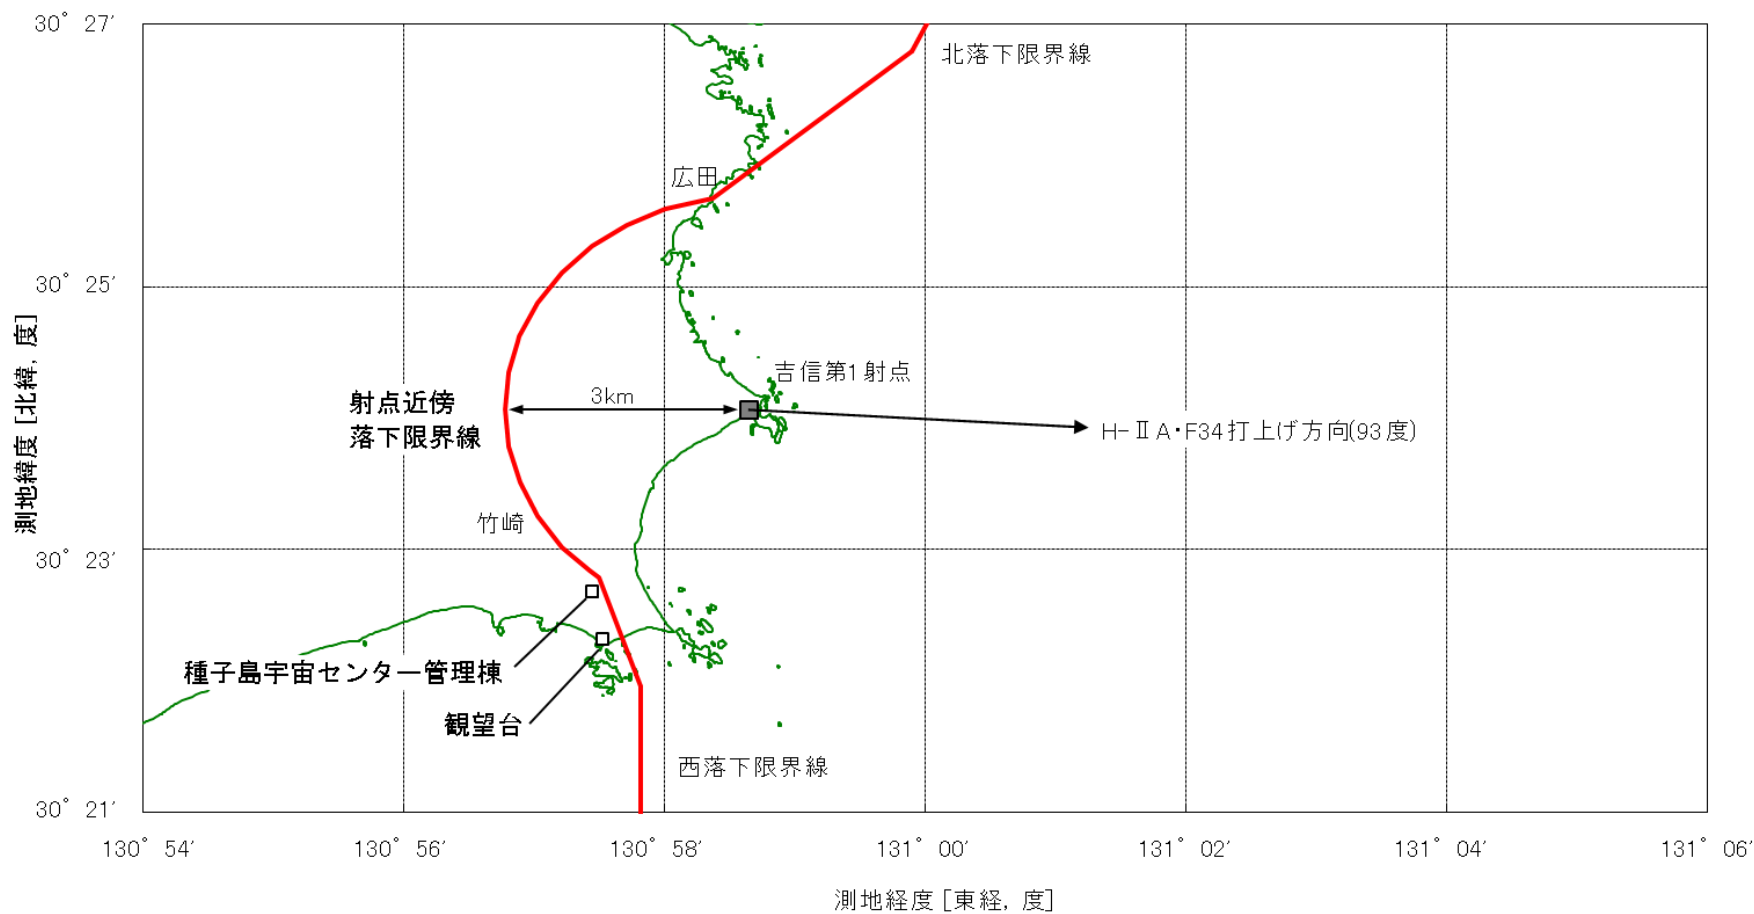 30° 27′
北落下限界線
広田
30° 25′
吉信第1射点
射点近傍
落下限界線
3km
H-ⅡA・F34打上げ方向(93度)
測地緯度 [北緯, 度]
竹崎
30° 23′
種子島宇宙センター管理棟
観望台
西落下限界線
30° 21′
130° 54′ 130° 56′ 130° 58′ 131° 00′ 131° 02′ 131° 04′ 131° 06′
測地経度 [東経, 度]